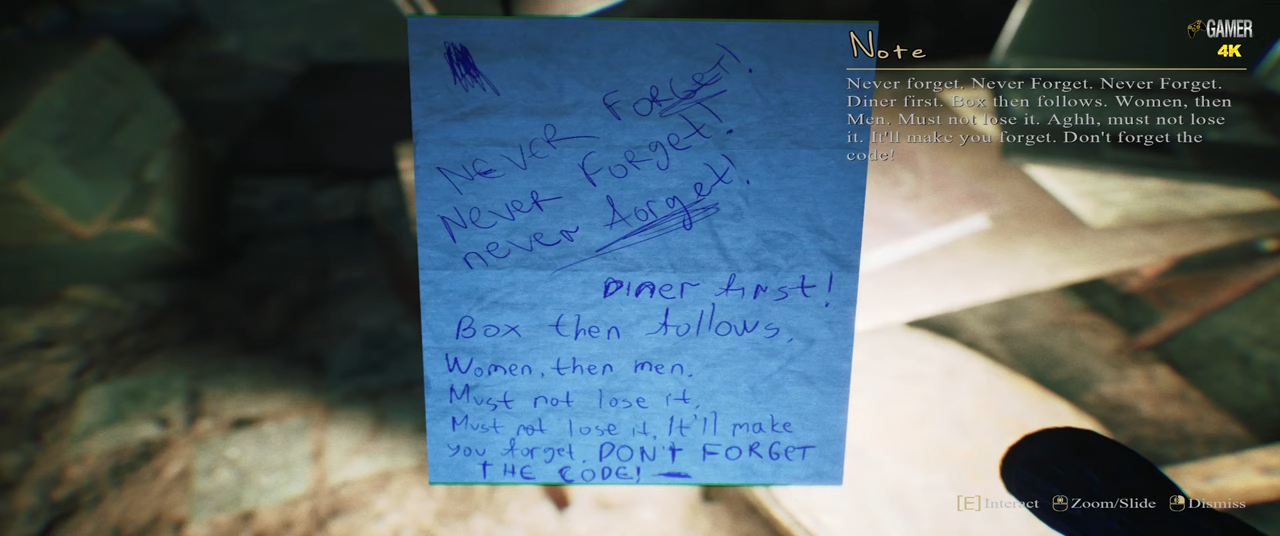 NEVER FORGET!
Never Forget!
never forget!
DINER first!
Box then follows.
Women, then men.
Must not lose it,
Must not lose it, It'll make
you forget. DON'T FORGET
THE CODE! —
GAMER
4K
Note
Never forget. Never Forget. Never Forget.
Diner first. Box then follows. Women, then
Men. Must not lose it. Aghh, must not lose
it. It'll make you forget. Don't forget the
code!
[E]Interact Zoom/Slide Dismiss